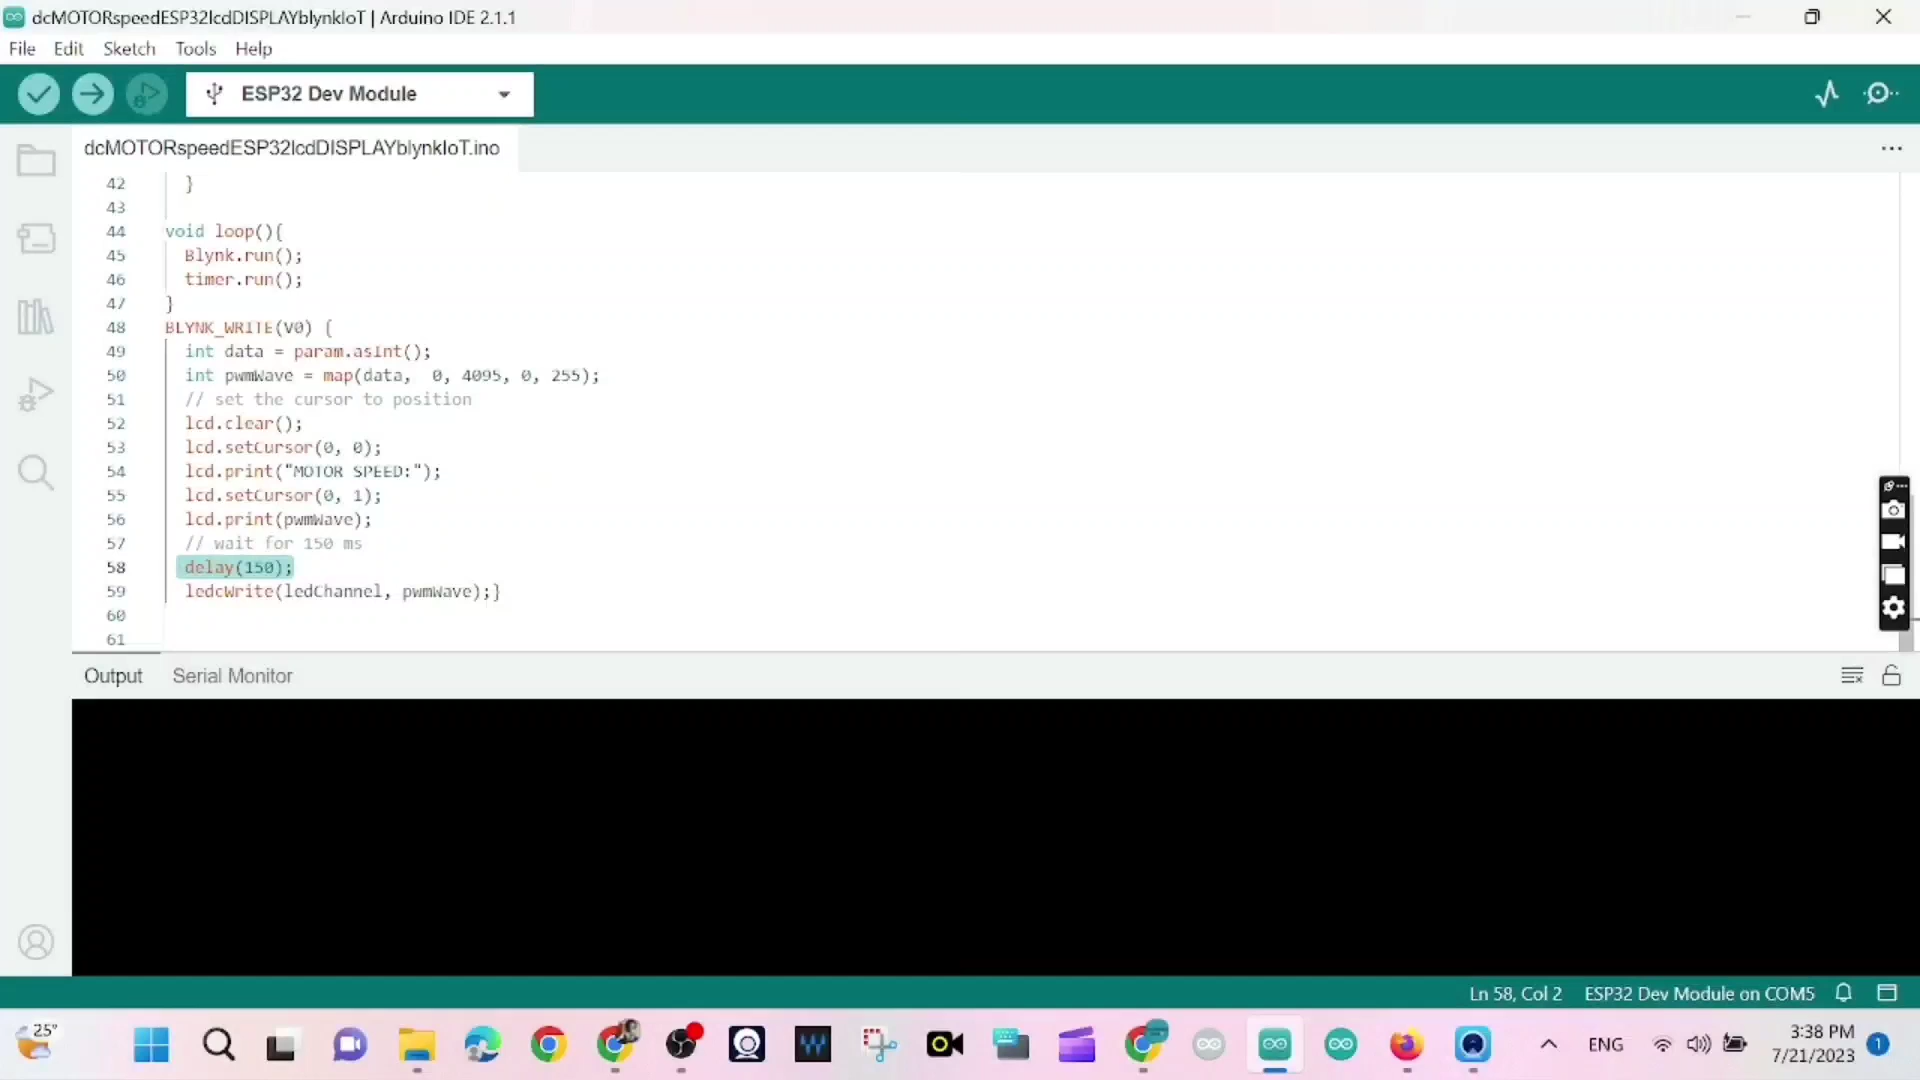 dcMOTORspeedESP32lcdDISPLAYblynkIoT | Arduino IDE 2.1.1
File Edit Sketch Tools Help
ESP32 Dev Module
dcMOTORspeedESP32lcdDISPLAYblynkIoT.ino
42 }
43
44 void loop(){
45 Blynk.run();
46 timer.run();
47 }
48 BLYNK_WRITE(V0) {
49 int data = param.asInt();
50 int pwmWave = map(data, 0, 4095, 0, 255);
51 // set the cursor to position
52 lcd.clear();
53 lcd.setCursor(0, 0);
54 lcd.print("MOTOR SPEED:");
55 lcd.setCursor(0, 1);
56 lcd.print(pwmWave);
57 // wait for 150 ms
58 delay(150);
59 ledcWrite(ledChannel, pwmWave);}
60
61
Output Serial Monitor
Ln 58, Col 2 ESP32 Dev Module on COM5
25°
ENG
3:38 PM
7/21/2023
1